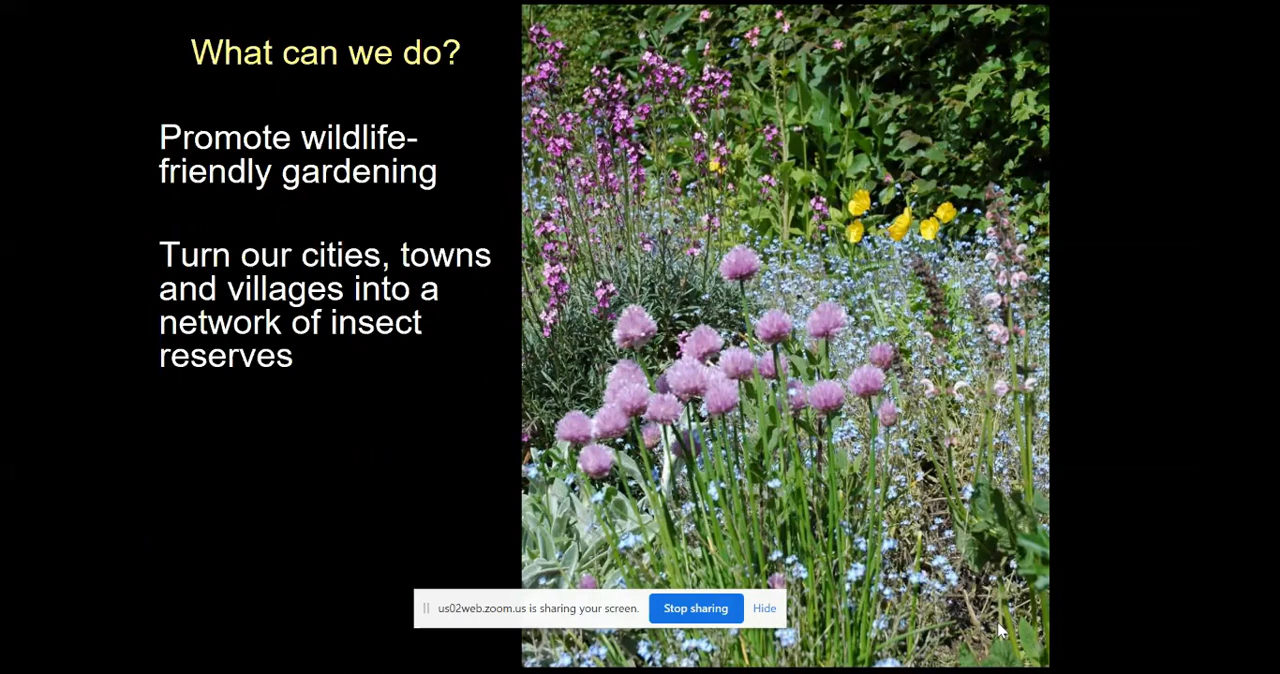 What can we do?
Promote wildlife-
friendly gardening
Turn our cities, towns
and villages into a
network of insect
reserves
us02web.zoom.us is sharing your screen. Stop sharing Hide